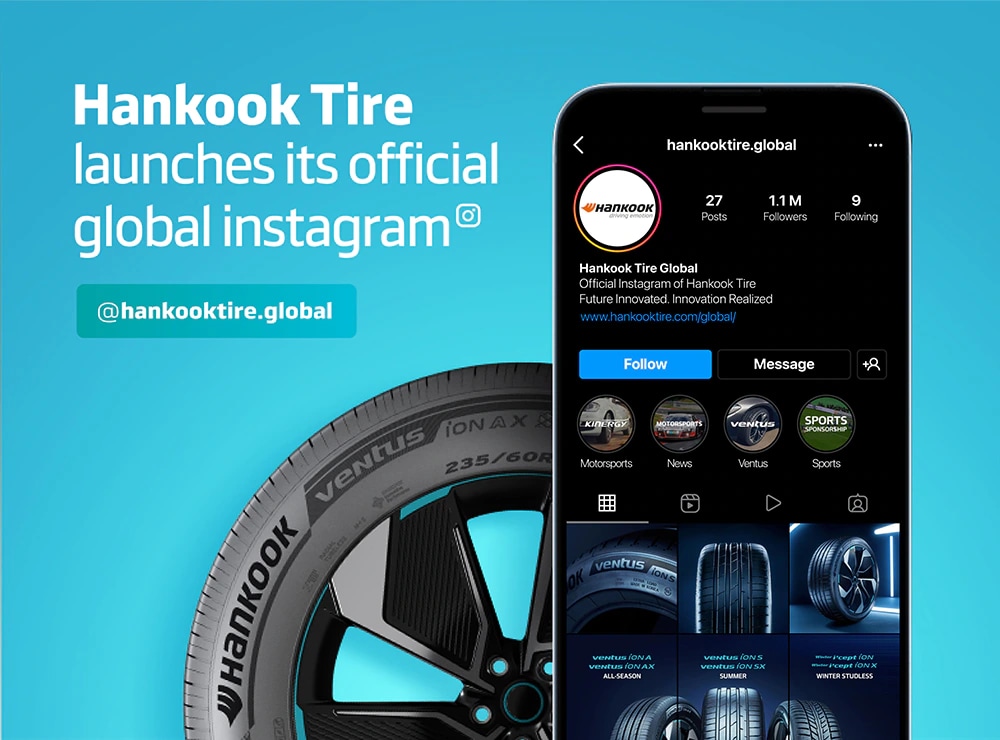 Hankook Tire
launches its official
global instagram
@hankooktire.global
HANKOOK
ventus iON AX
235/60R
hankooktire.global
HANKOOK
driving emotion
27
Posts
1.1 M
Followers
9
Following
Hankook Tire Global
Official Instagram of Hankook Tire
Future Innovated. Innovation Realized
www.hankooktire.com/global/
Follow
Message
KINERGY
MOTORSPORTS
ventus
SPORTS
SPONSORSHIP
Motorsports
News
Ventus
Sports
OOK
ventus iON S
ventus iON A
ventus iON AX
ALL-SEASON
ventus iON S
ventus iON SX
SUMMER
Winter i*cept iON
Winter i*cept iON X
WINTER STUDLESS